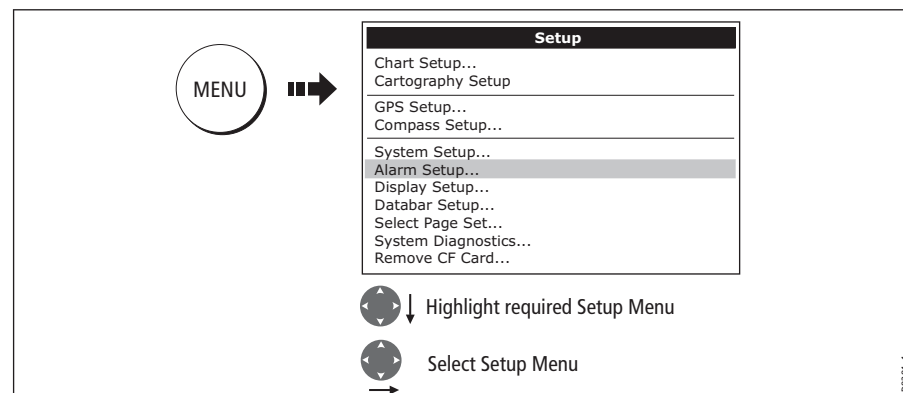 MENU
Setup
Chart Setup...
Cartography Setup
GPS Setup...
Compass Setup...
System Setup...
Alarm Setup...
Display Setup...
Databar Setup...
Select Page Set...
System Diagnostics...
Remove CF Card...
Highlight required Setup Menu
Select Setup Menu